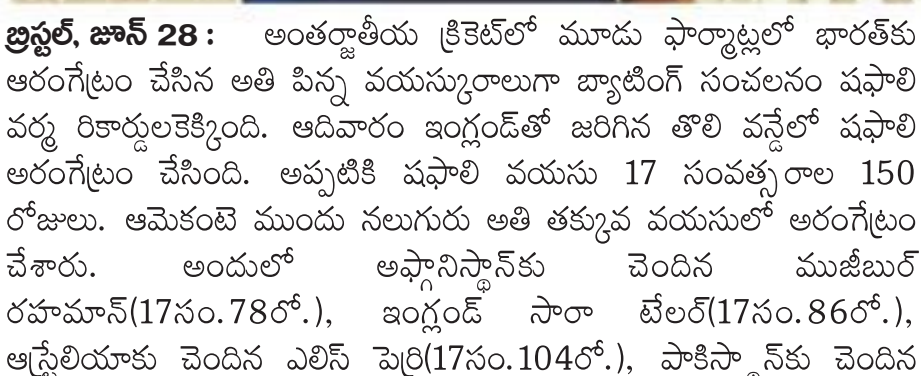 బ్రిస్టల్, జూన్ 28 : అంతర్జాతీయ క్రికెట్‌లో మూడు ఫార్మాట్లలో భారత్‌కు
ఆరంగేట్రం చేసిన అతి పిన్న వయస్కురాలుగా బ్యాటింగ్ సంచలనం షఫాలి
వర్మ రికార్డులకెక్కింది. ఆదివారం ఇంగ్లండ్‌తో జరిగిన తొలి వన్డేలో షఫాలి
అరంగేట్రం చేసింది. అప్పటికి షఫాలి వయసు 17 సంవత్సరాల 150
రోజులు. ఆమెకంటె ముందు నలుగురు అతి తక్కువ వయసులో అరంగేట్రం
చేశారు. అందులో అఫ్గానిస్థాన్‌కు చెందిన ముజీబుర్
రహమాన్(17సం.78రో.), ఇంగ్లండ్ సారా టేలర్(17సం.86రో.),
ఆస్ట్రేలియాకు చెందిన ఎలిస్ పెర్రి(17సం.104రో.), పాకిస్థాన్‌కు చెందిన